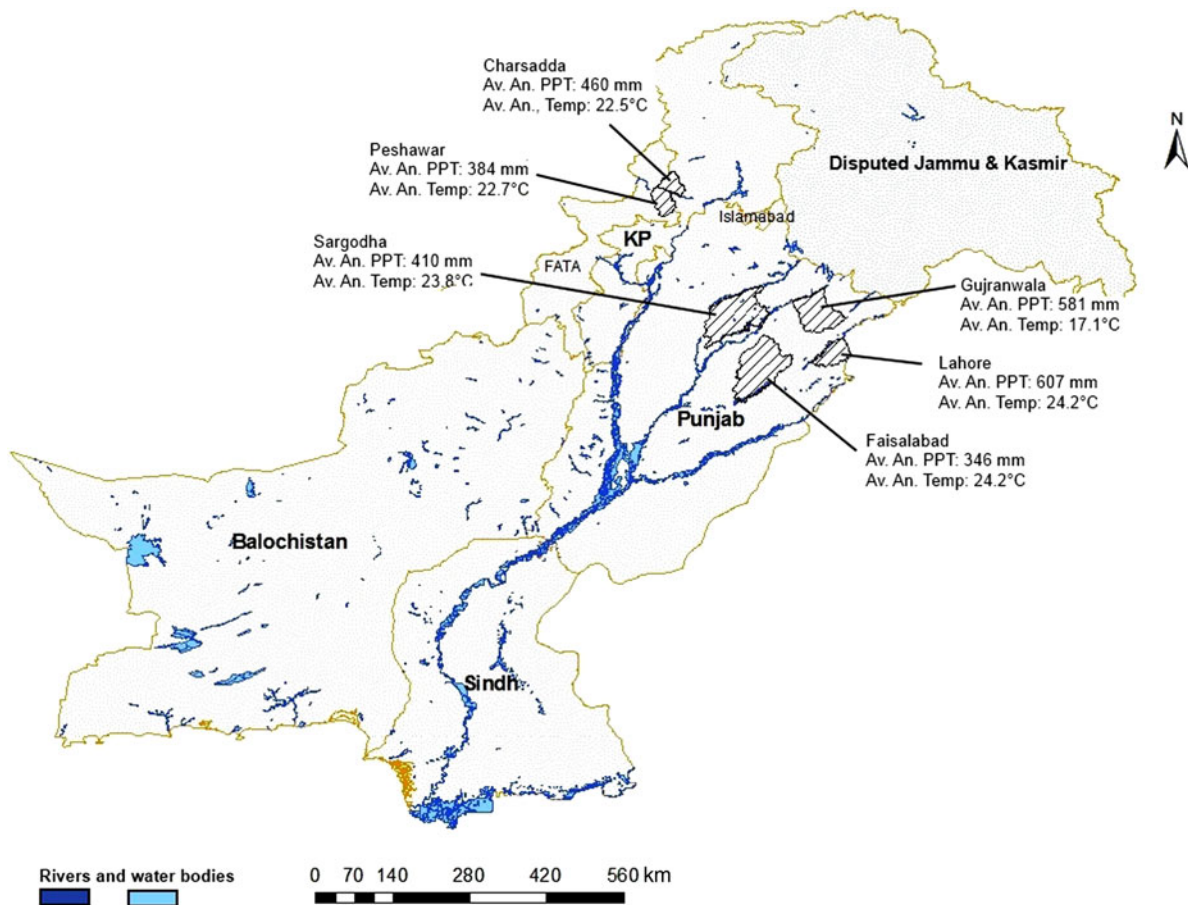 Charsadda
Av. An. PPT: 460 mm
Av. An., Temp: 22.5°C
N
Peshawar
Av. An. PPT: 384 mm
Av. An. Temp: 22.7°C
Disputed Jammu & Kasmir
Islamabad
Sargodha
Av. An. PPT: 410 mm
Av. An. Temp: 23.8°C
KP
FATA
Gujranwala
Av. An. PPT: 581 mm
Av. An. Temp: 17.1°C
Lahore
Av. An. PPT: 607 mm
Av. An. Temp: 24.2°C
Punjab
Faisalabad
Av. An. PPT: 346 mm
Av. An. Temp: 24.2°C
Balochistan
Sindh
Rivers and water bodies
0 70 140 280 420 560 km